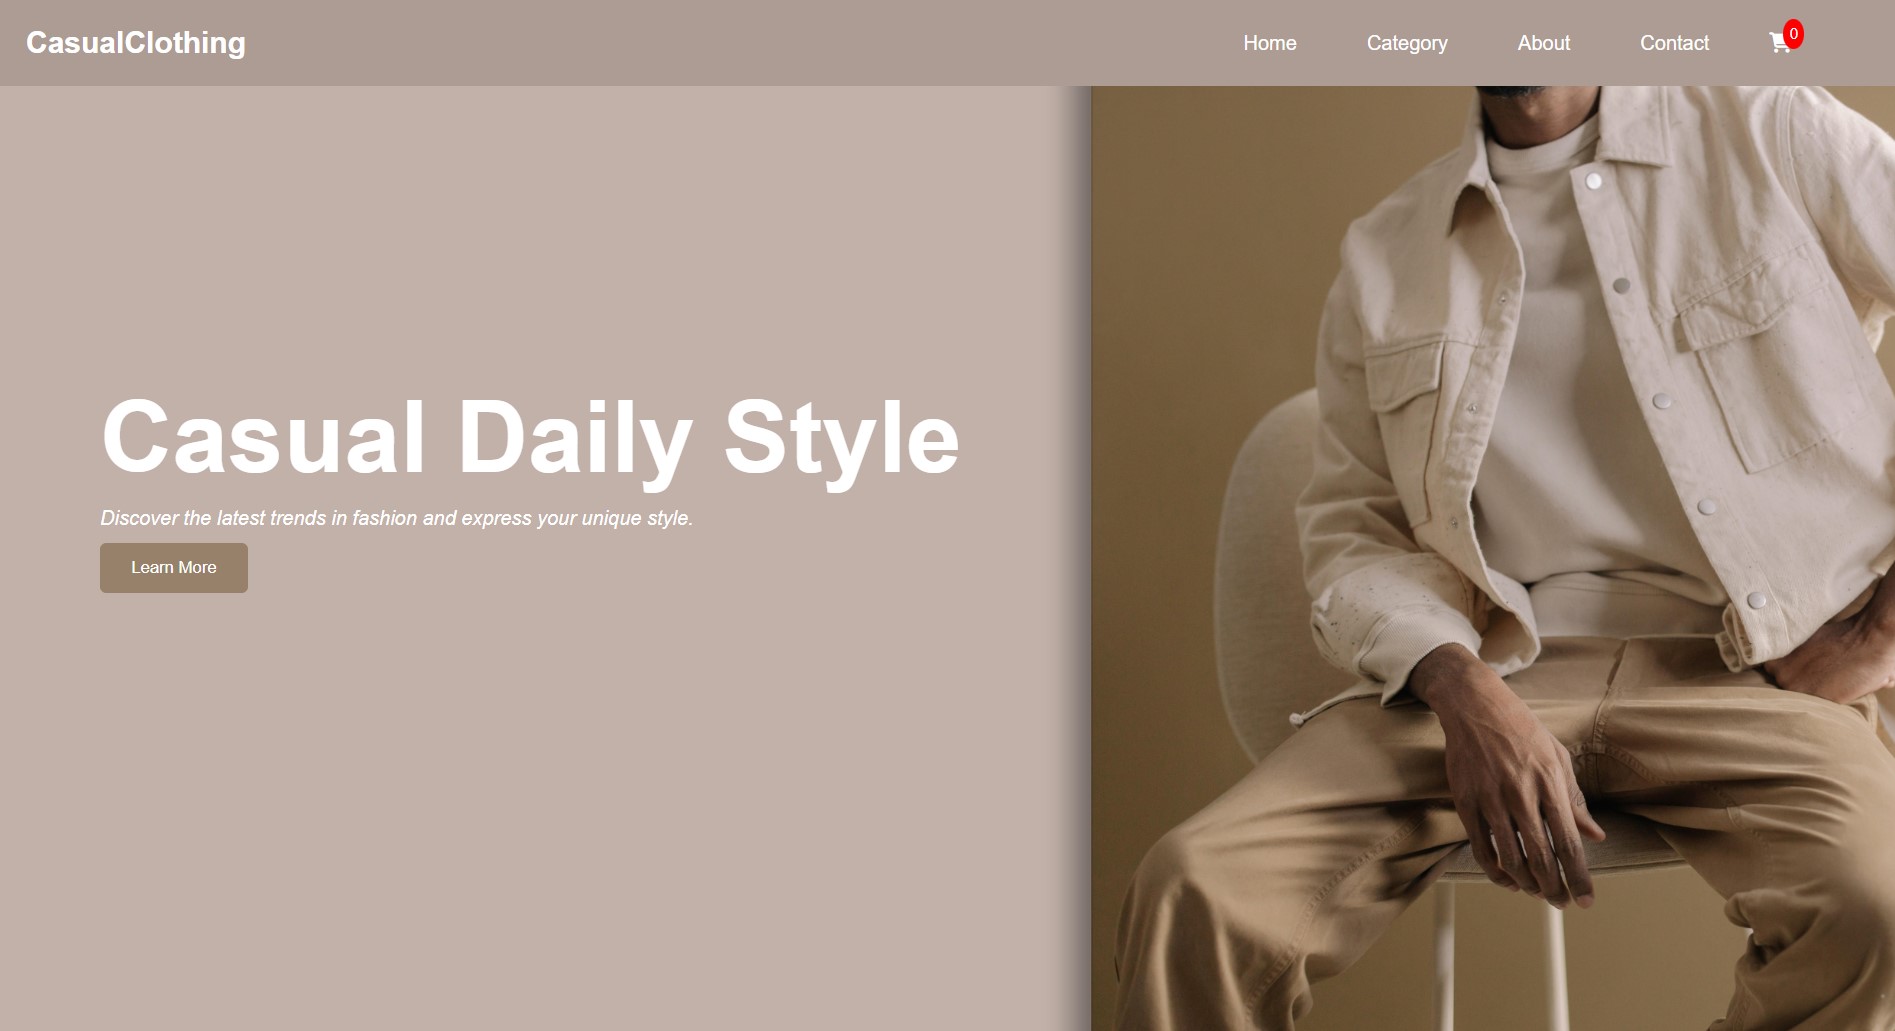 CasualClothing
Home Category About Contact 0
Casual Daily Style
Discover the latest trends in fashion and express your unique style.
Learn More